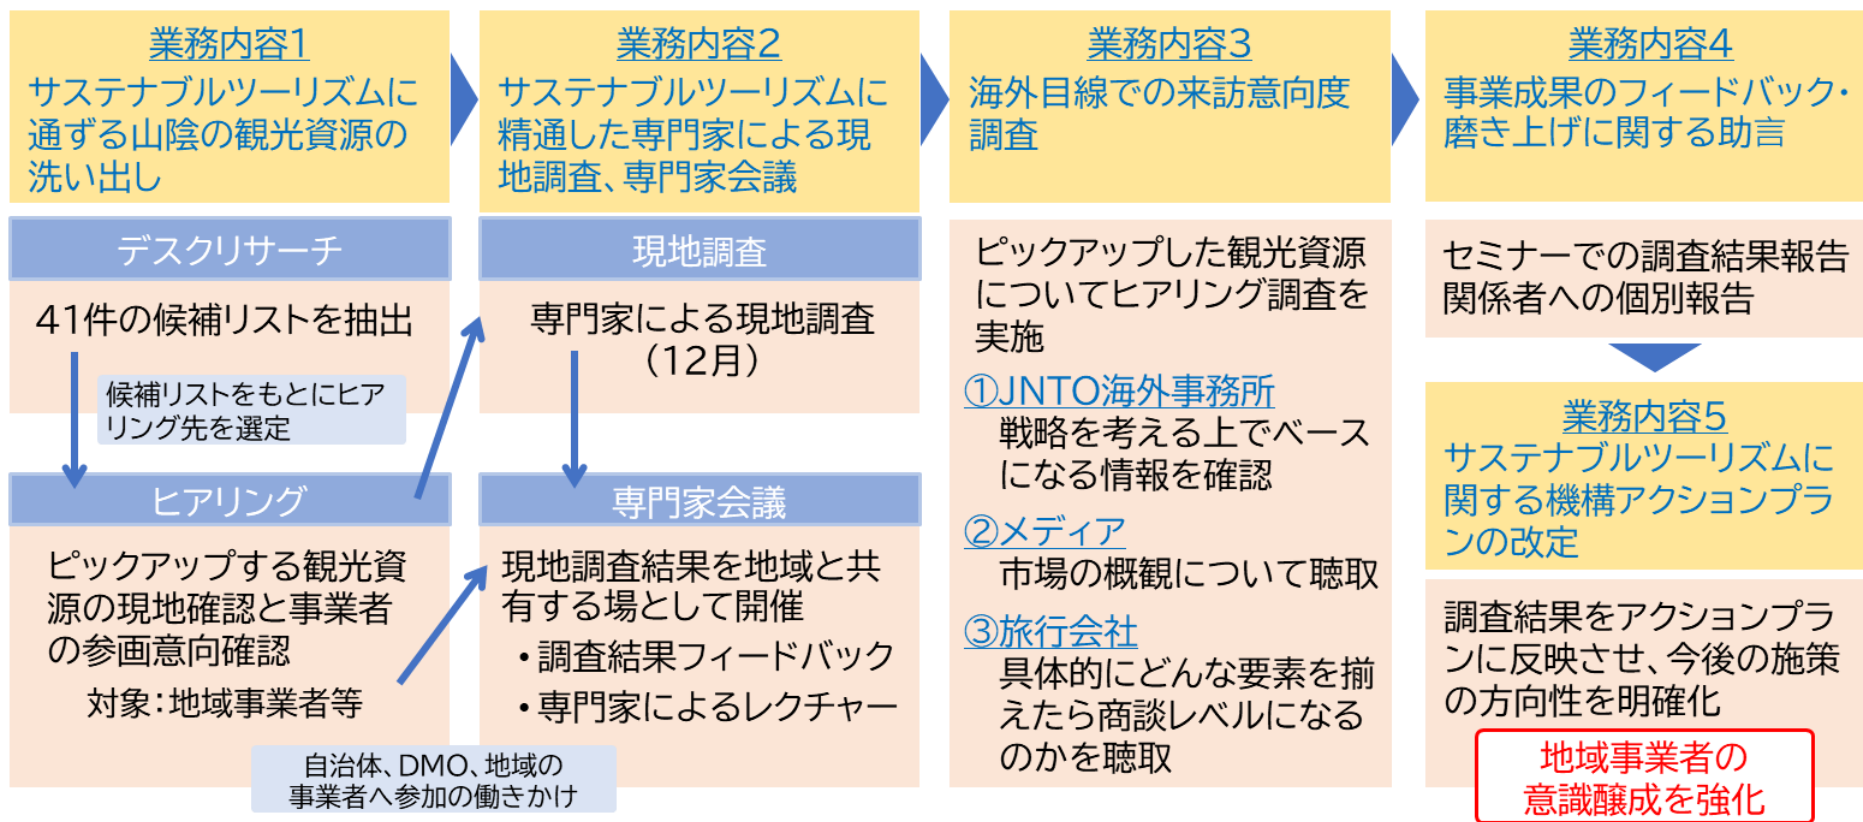 業務内容1
サステナブルツーリズムに
通ずる山陰の観光資源の
洗い出し
デスクリサーチ
41件の候補リストを抽出
候補リストをもとにヒア
リング先を選定
ヒアリング
ピックアップする観光資
源の現地確認と事業者
の参画意向確認
対象：地域事業者等
自治体、DMO、地域の
事業者へ参加の働きかけ
業務内容2
サステナブルツーリズムに
精通した専門家による現
地調査、専門家会議
現地調査
専門家による現地調査
（12月）
専門家会議
現地調査結果を地域と共
有する場として開催
・調査結果フィードバック
・専門家によるレクチャー
業務内容3
海外目線での来訪意向度
調査
ピックアップした観光資源
についてヒアリング調査を
実施
①JNTO海外事務所
戦略を考える上でベース
になる情報を確認
②メディア
市場の概観について聴取
③旅行会社
具体的にどんな要素を揃
えたら商談レベルになる
のかを聴取
業務内容4
事業成果のフィードバック・
磨き上げに関する助言
セミナーでの調査結果報告
関係者への個別報告
業務内容5
サステナブルツーリズムに
関する機構アクションプラ
ンの改定
調査結果をアクションプラ
ンに反映させ、今後の施策
の方向性を明確化
地域事業者の
意識醸成を強化